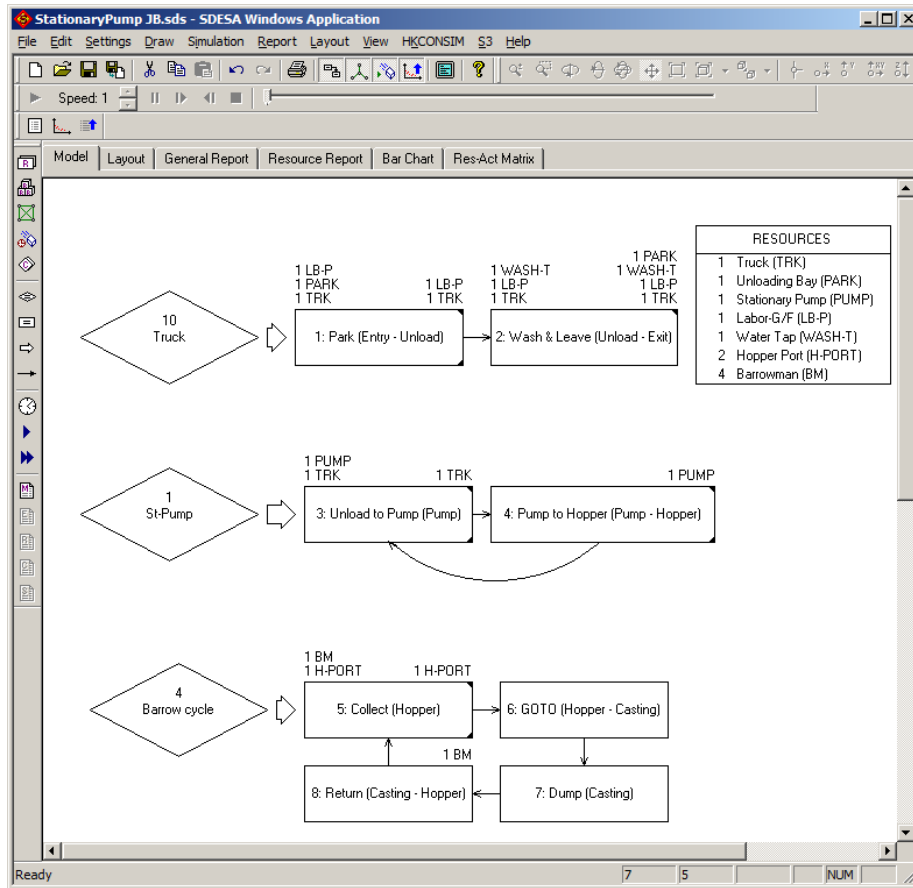 StationaryPump JB.sds - SDESA Windows Application
File Edit Settings Draw Simulation Report Layout View HKCONSIM S3 Help
Speed: 1
Model Layout General Report Resource Report Bar Chart Res-Act Matrix
RESOURCES
1 Truck (TRK)
1 Unloading Bay (PARK)
1 Stationary Pump (PUMP)
1 Labor-G/F (LB-P)
1 Water Tap (WASH-T)
2 Hopper Port (H-PORT)
4 Barrowman (BM)
10
Truck
1 LB-P
1 PARK
1 TRK
1 LB-P
1 TRK
1: Park (Entry - Unload)
1 WASH-T
1 LB-P
1 TRK
1 PARK
1 WASH-T
1 LB-P
1 TRK
2: Wash & Leave (Unload - Exit)
1
St-Pump
1 PUMP
1 TRK
1 TRK
3: Unload to Pump (Pump)
1 PUMP
4: Pump to Hopper (Pump - Hopper)
4
Barrow cycle
1 BM
1 H-PORT
1 H-PORT
5: Collect (Hopper)
6: GOTO (Hopper - Casting)
1 BM
8: Return (Casting - Hopper)
7: Dump (Casting)
Ready
7
5
NUM